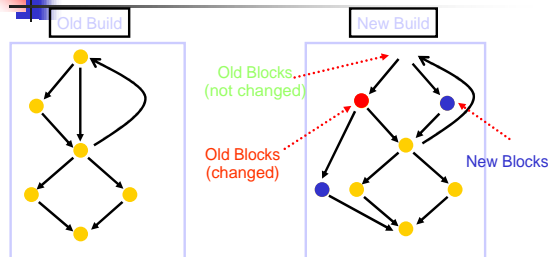 Old Build
New Build
Old Blocks
(not changed)
Old Blocks
(changed)
New Blocks